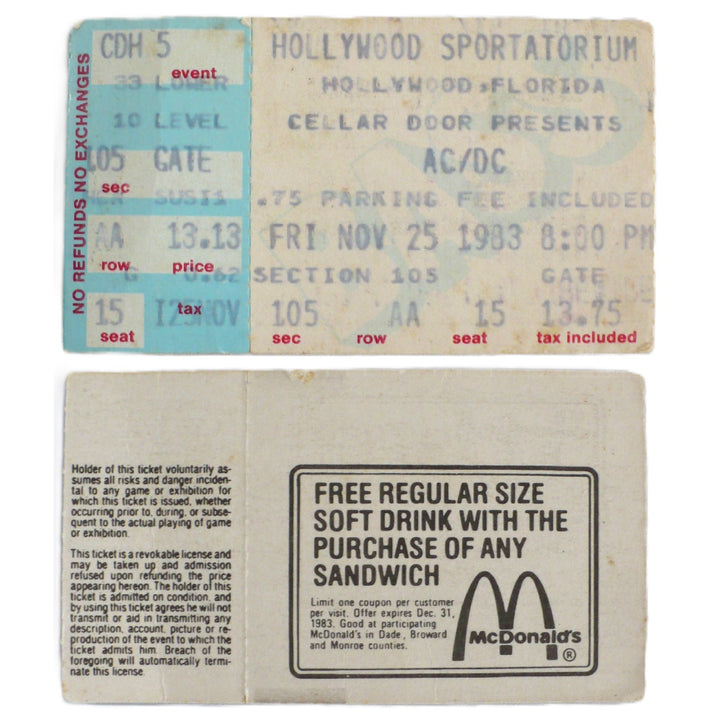 NO REFUNDS NO EXCHANGES
CDH 5
event
33 LOWER
10 LEVEL
105 GATE
sec
SUSI
AA 13.13
row price
G 0.62
tax
15 I25NOV
seat
HOLLYWOOD SPORTATORIUM
HOLLYWOOD, FLORIDA
CELLAR DOOR PRESENTS
AC/DC
.75 PARKING FEE INCLUDED
FRI NOV 25 1983 8:00 PM
SECTION 105 GATE
105 AA 15 13.75
sec row seat tax included
Holder of this ticket voluntarily as-
sumes all risks and danger inciden-
tal to any game or exhibition for
which this ticket is issued, whether
occurring prior to, during, or subse-
quent to the actual playing of game
or exhibition.
This ticket is a revokable license and
may be taken up and admission
refused upon refunding the price
appearing hereon. The holder of this
ticket is admitted on condition, and
by using this ticket agrees he will not
transmit or aid in transmitting any
description, account, picture or re-
production of the event to which the
ticket admits him. Breach of the
foregoing will automatically termi-
nate this license.
FREE REGULAR SIZE
SOFT DRINK WITH THE
PURCHASE OF ANY
SANDWICH
Limit one coupon per customer
per visit. Offer expires Dec. 31,
1983. Good at participating
McDonald's in Dade, Broward
and Monroe counties.
McDonald's
®